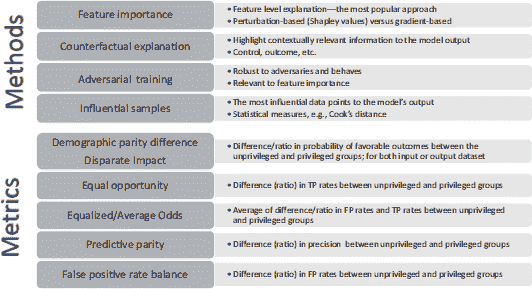 Methods
Feature importance
• Feature level explanation—the most popular approach
• Perturbation-based (Shapley values) versus gradient-based
Counterfactual explanation
• Highlight contextually relevant information to the model output
• Control, outcome, etc.
Adversarial training
• Robust to adversaries and behaves
• Relevant to feature importance
Influential samples
• The most influential data points to the model's output
• Statistical measures, e.g., Cook's distance
Metrics
Demographic parity difference
Disparate Impact
• Difference/ratio in probability of favorable outcomes between the
unprivileged and privileged groups; for both input or output dataset
Equal opportunity
• Difference (ratio) in TP rates between unprivileged and privileged groups
Equalized/Average Odds
• Average of difference/ratio in FP rates and TP rates between unprivileged
and privileged groups
Predictive parity
• Difference (ratio) in precision between unprivileged and privileged groups
False positive rate balance
• Difference (ratio) in FP rates between unprivileged and privileged groups